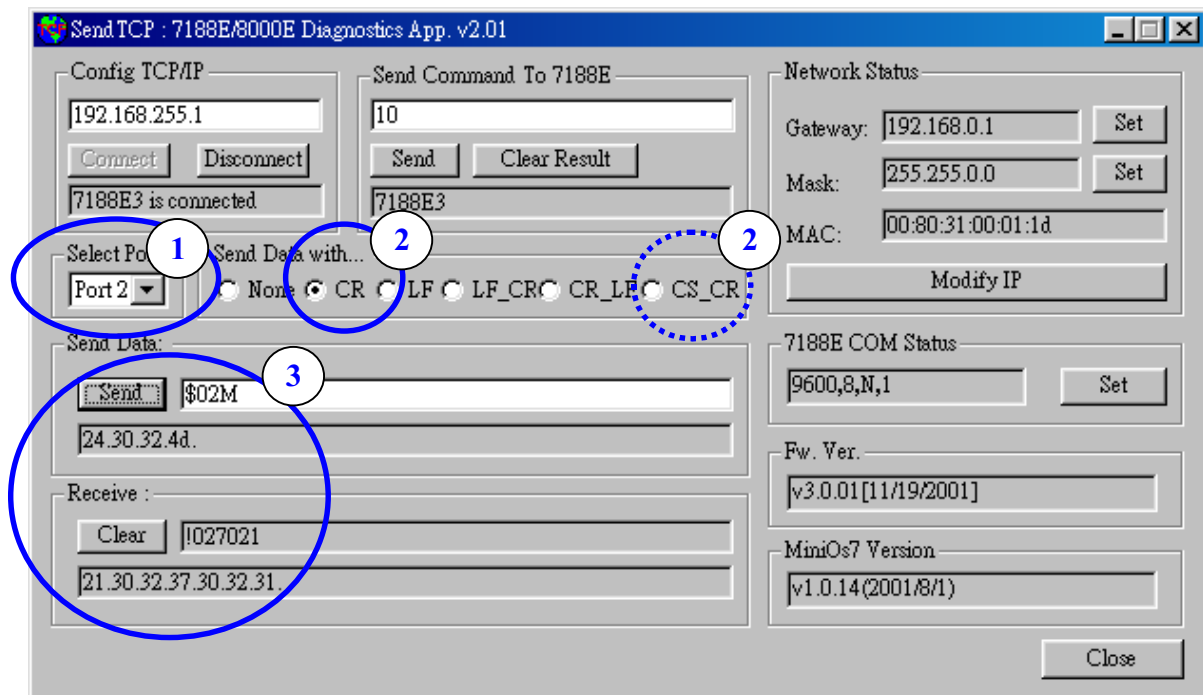 SendTCP : 7188E/8000E Diagnostics App. v2.01
Config TCP/IP
192.168.255.1
Connect Disconnect
7188E3 is connected
Send Command To 7188E
10
Send Clear Result
7188E3
Network Status
Gateway: 192.168.0.1 Set
Mask: 255.255.0.0 Set
MAC: 00:80:31:00:01:1d
Modify IP
Select Po
1
Port 2
Send Data with...
2
2
None CR LF LF_CR CR_LF CS_CR
Send Data:
3
Send $02M
24.30.32.4d.
Receive :
Clear !027021
21.30.32.37.30.32.31.
7188E COM Status
9600,8,N,1 Set
Fw. Ver.
v3.0.01[11/19/2001]
MiniOs7 Version
v1.0.14(2001/8/1)
Close